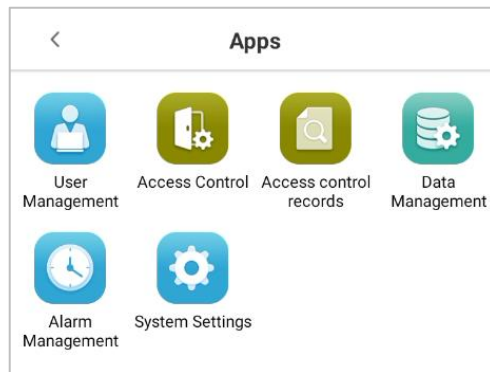 Apps
User
Management
Access Control
Access control
records
Data
Management
Alarm
Management
System Settings